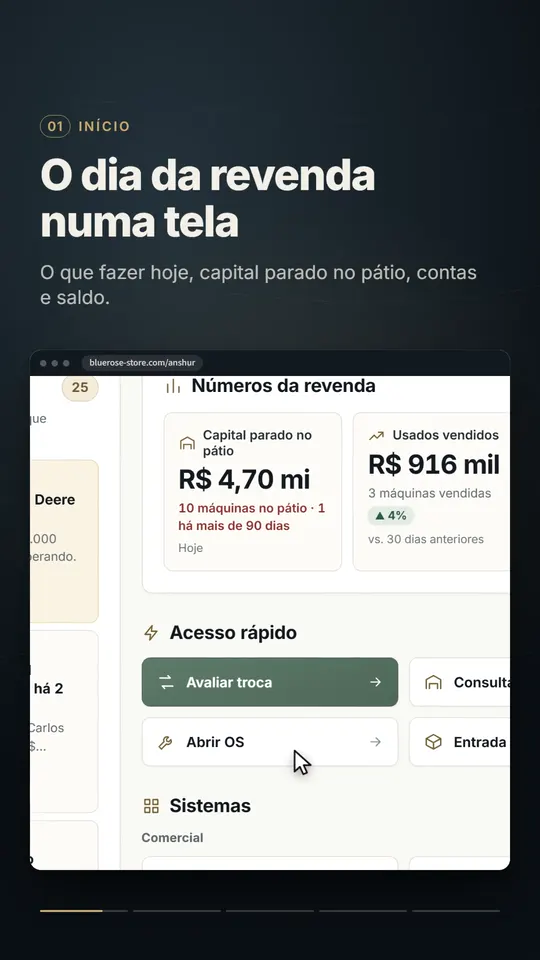 01 INÍCIO
O dia da revenda
numa tela
O que fazer hoje, capital parado no pátio, contas
e saldo.
bluerose-store.com/anshur
25
Deere
.000
perando.
há 2
Carlos
$...
Números da revenda
Capital parado no
pátio
R$ 4,70 mi
10 máquinas no pátio · 1
há mais de 90 dias
Hoje
Usados vendidos
R$ 916 mil
3 máquinas vendidas
▲ 4%
vs. 30 dias anteriores
Acesso rápido
Avaliar troca
Consulta
Abrir OS
Entrada
Sistemas
Comercial